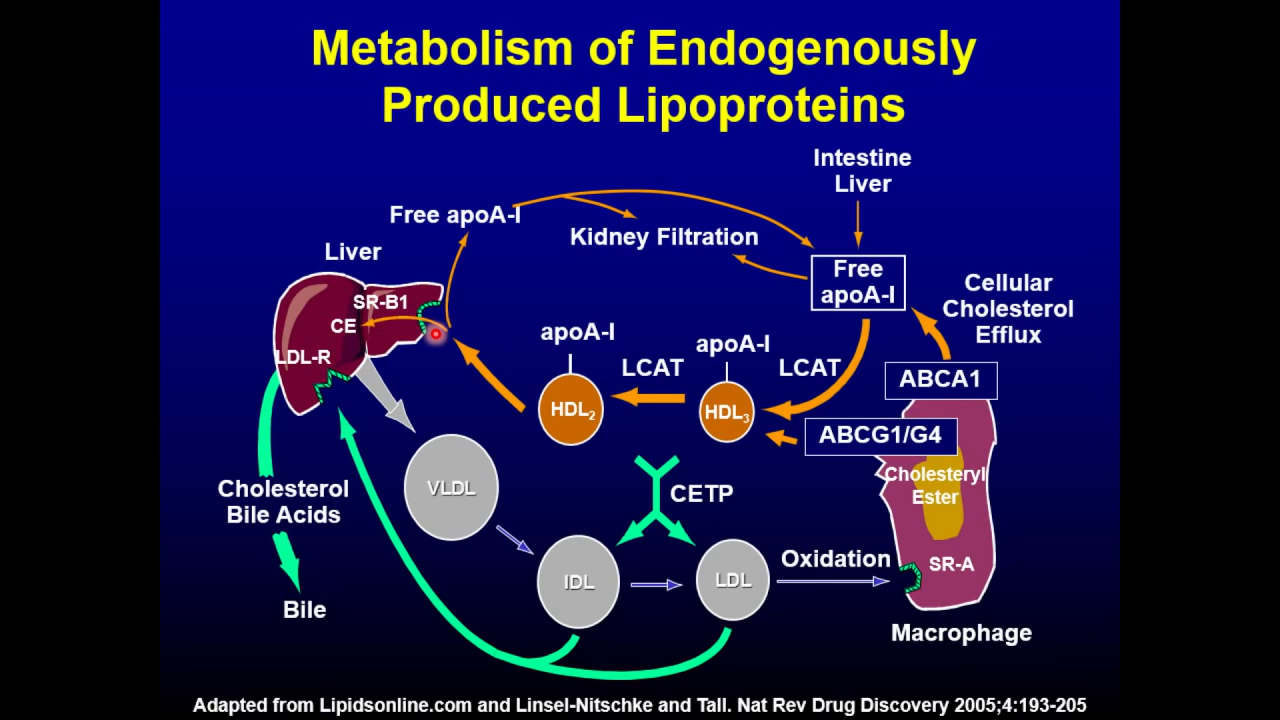 Metabolism of Endogenously
Produced Lipoproteins
Intestine
Liver
Free apoA-I
Kidney Filtration
Liver
Free
apoA-I
Cellular
Cholesterol
Efflux
SR-B1
CE
LDL-R
apoA-I
LCAT
apoA-I
LCAT
ABCA1
HDL₂
HDL₃
ABCG1/G4
Cholesteryl
Ester
VLDL
CETP
Cholesterol
Bile Acids
IDL
LDL
Oxidation
SR-A
Bile
Macrophage
Adapted from Lipidsonline.com and Linsel-Nitschke and Tall. Nat Rev Drug Discovery 2005;4:193-205